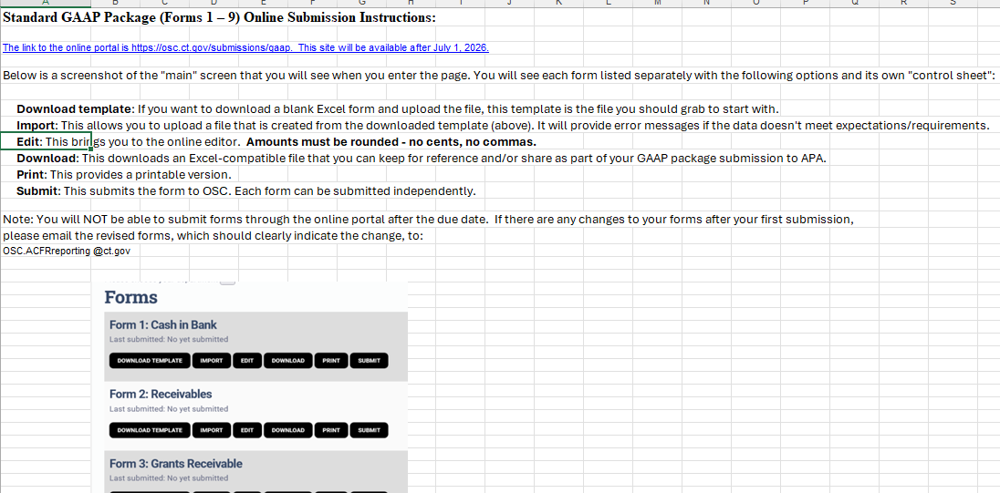 A B C D E F G H I J K L M N O P Q R S
Standard GAAP Package (Forms 1 – 9) Online Submission Instructions:
The link to the online portal is https://osc.ct.gov/submissions/gaap.  This site will be available after July 1, 2026.
Below is a screenshot of the "main" screen that you will see when you enter the page. You will see each form listed separately with the following options and its own "control sheet":
Download template: If you want to download a blank Excel form and upload the file, this template is the file you should grab to start with.
Import: This allows you to upload a file that is created from the downloaded template (above). It will provide error messages if the data doesn't meet expectations/requirements.
Edit: This brings you to the online editor.  Amounts must be rounded - no cents, no commas.
Download: This downloads an Excel-compatible file that you can keep for reference and/or share as part of your GAAP package submission to APA.
Print: This provides a printable version.
Submit: This submits the form to OSC. Each form can be submitted independently.
Note: You will NOT be able to submit forms through the online portal after the due date.  If there are any changes to your forms after your first submission,
please email the revised forms, which should clearly indicate the change, to:
OSC.ACFRreporting @ct.gov
Forms
Form 1: Cash in Bank
Last submitted: No yet submitted
DOWNLOAD TEMPLATE IMPORT EDIT DOWNLOAD PRINT SUBMIT
Form 2: Receivables
Last submitted: No yet submitted
DOWNLOAD TEMPLATE IMPORT EDIT DOWNLOAD PRINT SUBMIT
Form 3: Grants Receivable
Last submitted: No yet submitted